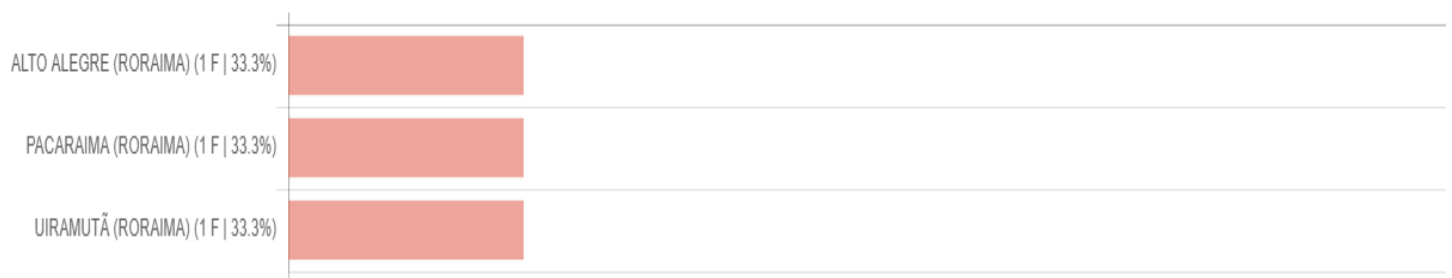 ALTO ALEGRE (RORAIMA) (1 F | 33.3%)
PACARAIMA (RORAIMA) (1 F | 33.3%)
UIRAMUTÃ (RORAIMA) (1 F | 33.3%)